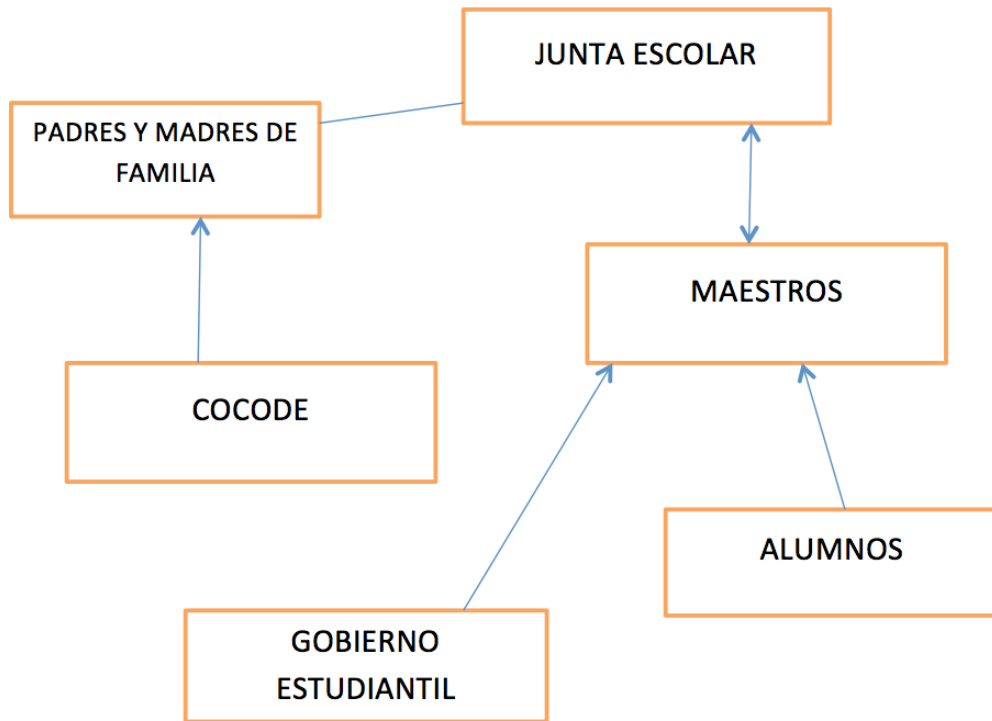 JUNTA ESCOLAR
PADRES Y MADRES DE
FAMILIA
MAESTROS
COCODE
ALUMNOS
GOBIERNO
ESTUDIANTIL